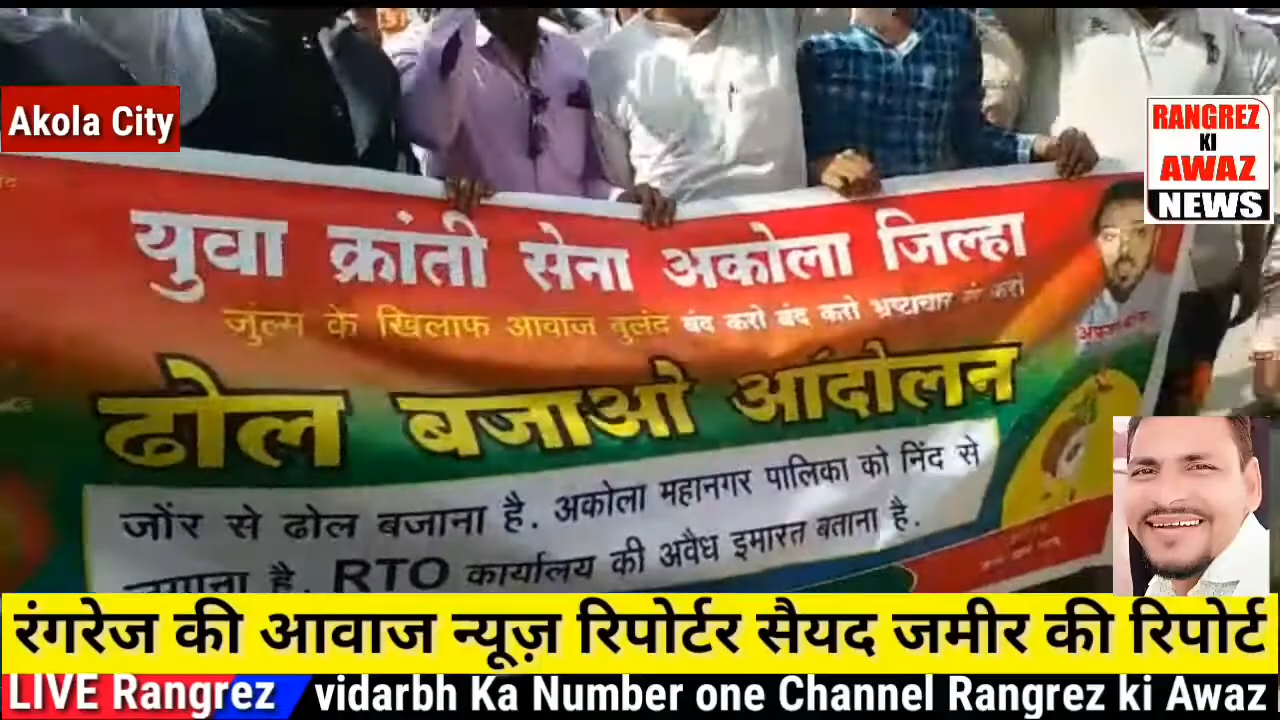 Akola City
RANGREZ
KI
AWAZ
NEWS
युवा क्रांती सेना अकोला जिल्हा
जुंल्म के खिलाफ आवाज बुलंद बंद करो बंद करो भ्रष्टाचार करो
ढोल बजाओ आंदोलन
जोंर से ढोल बजाना है. अकोला महानगर पालिका को निंद से
है. RTO कार्यालय की अवैध इमारत बताना है.
रंगरेज की आवाज न्यूज़ रिपोर्टर सैयद जमीर की रिपोर्ट
LIVE Rangrez vidarbh Ka Number one Channel Rangrez ki Awaz